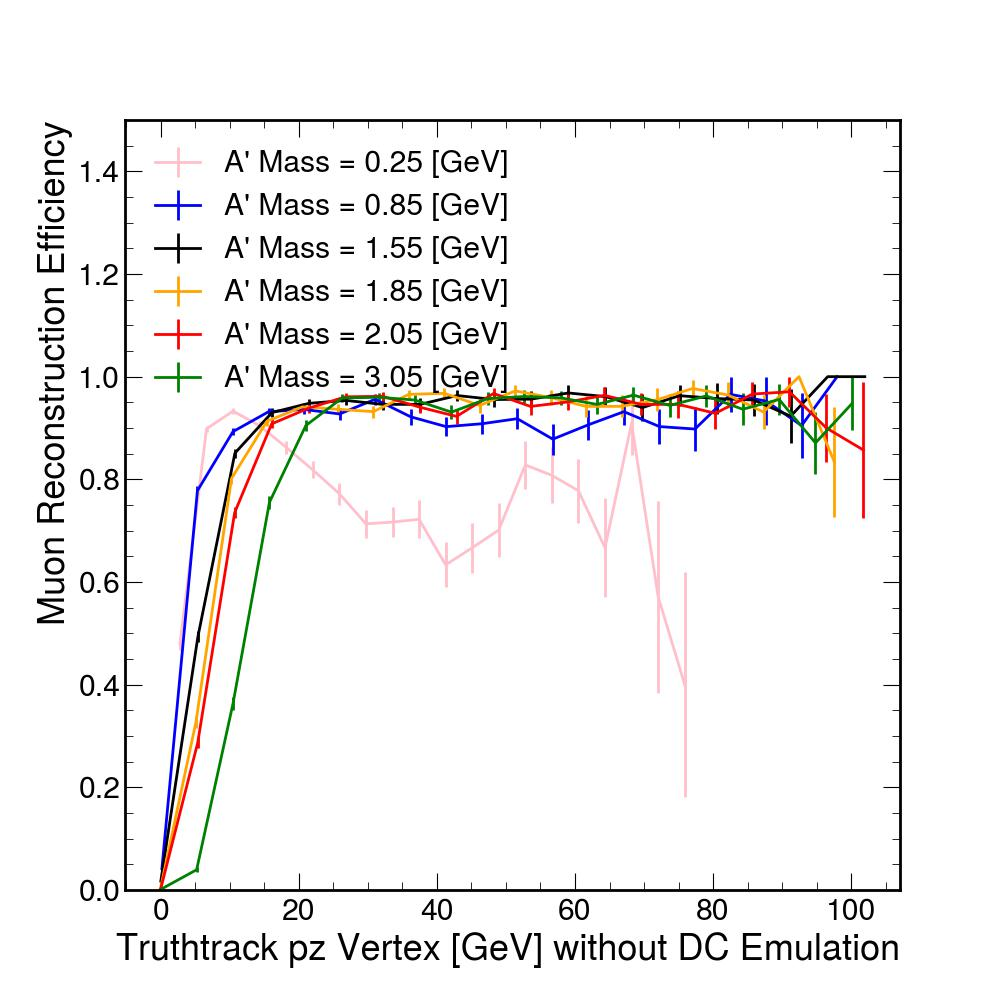 Muon Reconstruction Efficiency
1.4
1.2
1.0
0.8
0.6
0.4
0.2
0.0
A' Mass = 0.25 [GeV]
A' Mass = 0.85 [GeV]
A' Mass = 1.55 [GeV]
A' Mass = 1.85 [GeV]
A' Mass = 2.05 [GeV]
A' Mass = 3.05 [GeV]
0 20 40 60 80 100
Truthtrack pz Vertex [GeV] without DC Emulation